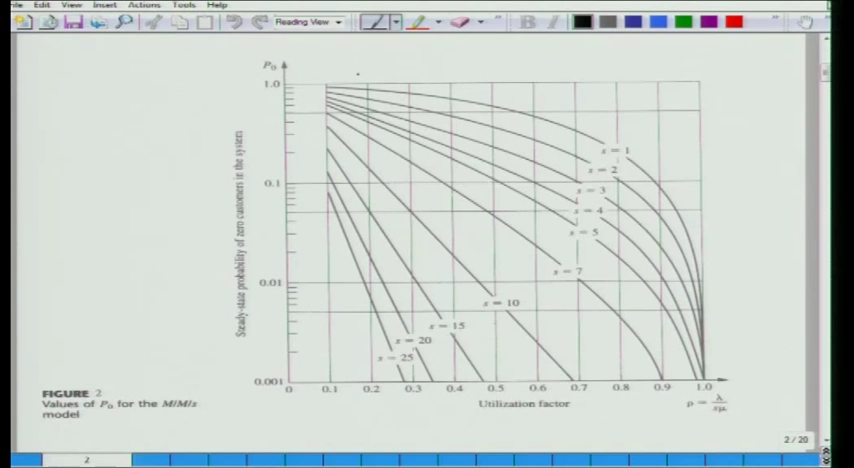 ile Edit View Insert Actions Tools Help
Reading View
B I
P₀
1.0
0.1
0.01
0.001
Steady-state probability of zero customers in the system
s = 1
s = 2
s = 3
s = 4
s = 5
s = 7
s = 10
s = 15
s = 20
s = 25
0 0.1 0.2 0.3 0.4 0.5 0.6 0.7 0.8 0.9 1.0
Utilization factor
ρ = λ/sμ
FIGURE 2
Values of P₀ for the M/M/s
model
2 / 20
2